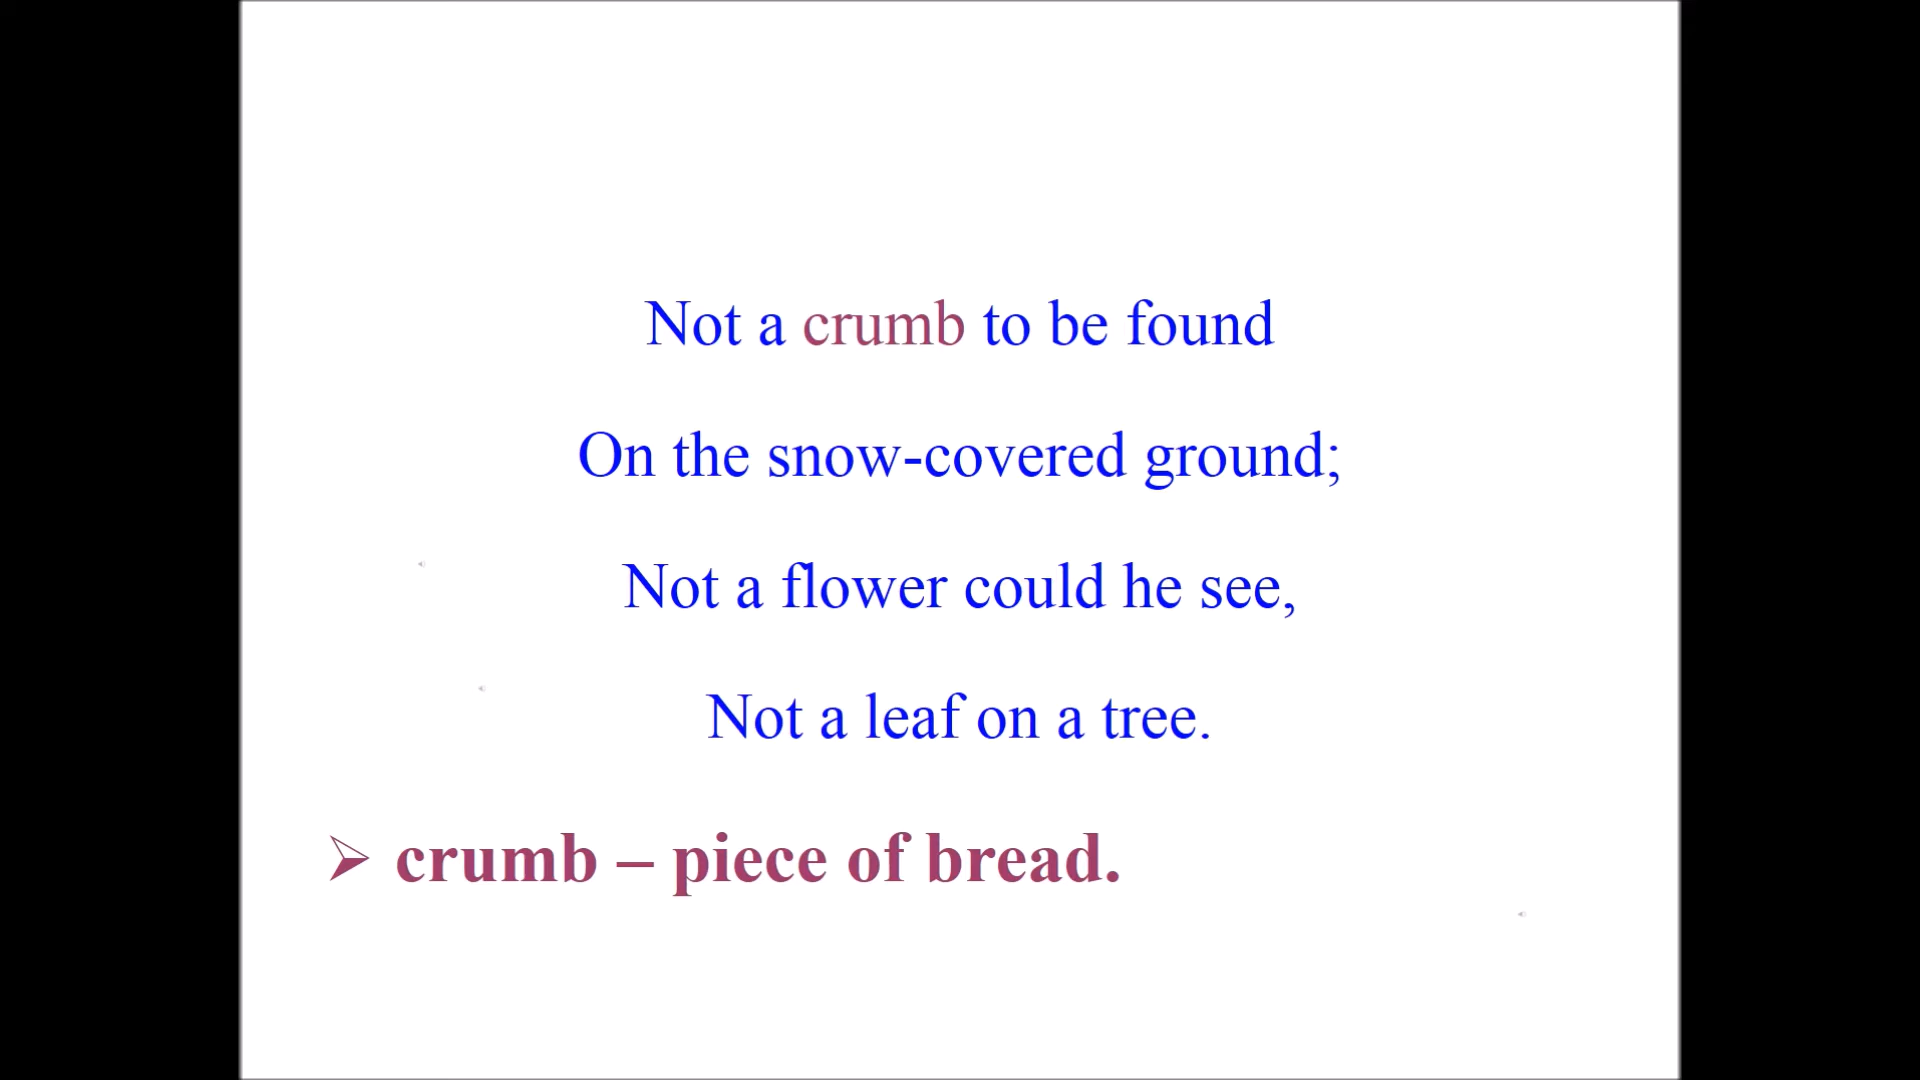 Not a crumb to be found
On the snow-covered ground;
Not a flower could he see,
Not a leaf on a tree.
➢ crumb – piece of bread.